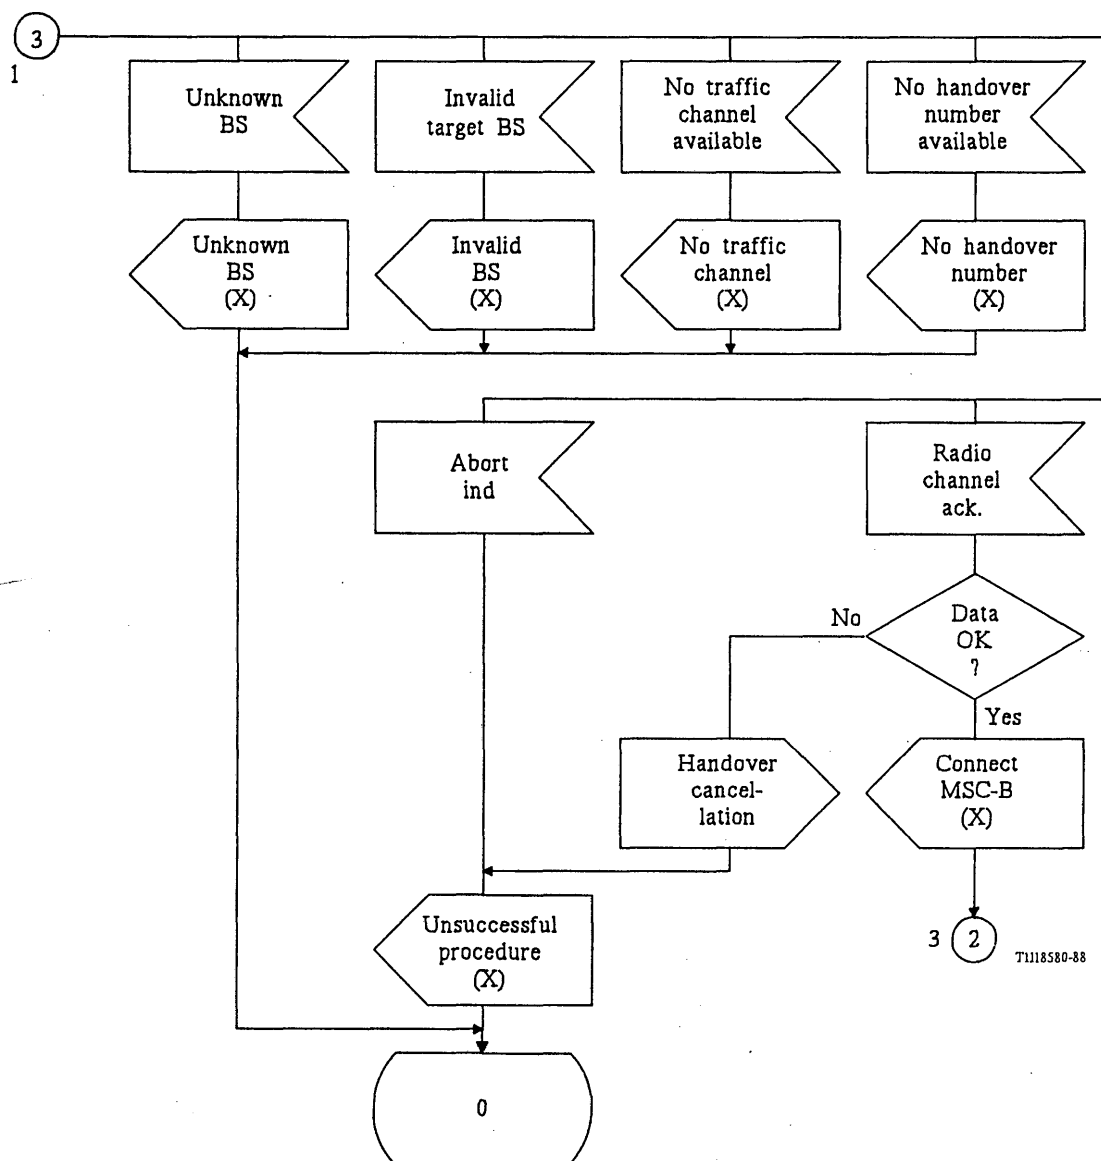 3
1
Unknown
BS
Invalid
target BS
No traffic
channel
available
No handover
number
available
Unknown
BS
(X)
Invalid
BS
(X)
No traffic
channel
(X)
No handover
number
(X)
Abort
ind
Radio
channel
ack.
No
Data
OK
?
Yes
Handover
cancel-
lation
Connect
MSC-B
(X)
Unsuccessful
procedure
(X)
3
2
T1118580-88
0